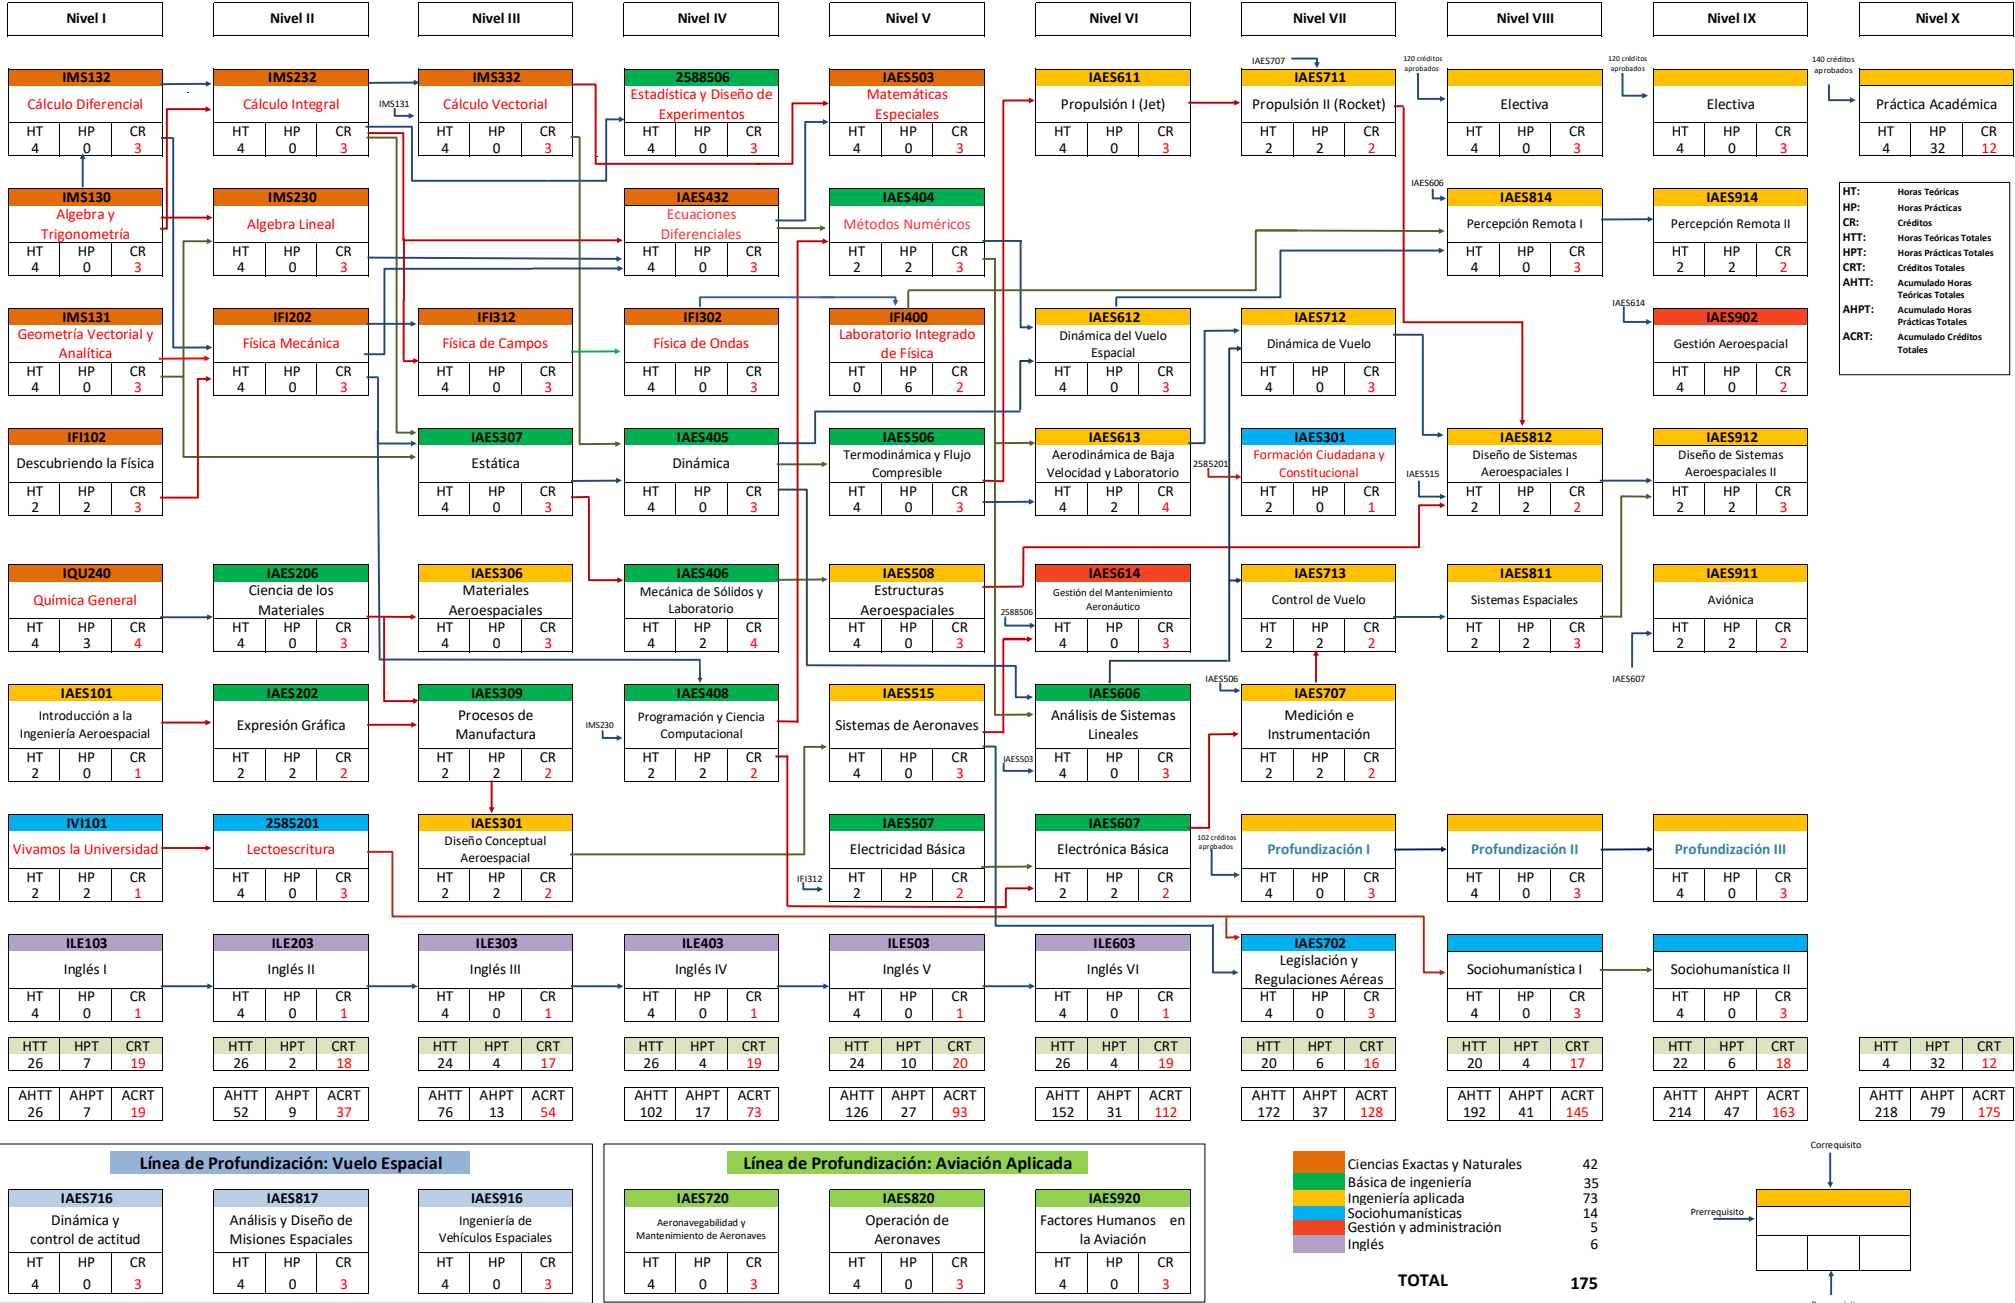 Nivel I Nivel II Nivel III Nivel IV Nivel V Nivel VI Nivel VII Nivel VIII Nivel IX Nivel X
IAES707
120 créditos aprobados
120 créditos aprobados
140 créditos aprobados
IMS132 IMS232 IMS332 2588506 IAES503 IAES611 IAES711
IMS131
Cálculo Diferencial
Cálculo Integral
Cálculo Vectorial
Estadística y Diseño de
Experimentos
Matemáticas
Especiales
Propulsión I (Jet)
Propulsión II (Rocket)
Electiva
Electiva
Práctica Académica
HT HP CR HT HP CR HT HP CR HT HP CR HT HP CR HT HP CR HT HP CR HT HP CR HT HP CR HT HP CR
4 0 3 4 0 3 4 0 3 4 0 3 4 0 3 4 0 3 2 2 2 4 0 3 4 0 3 4 32 12
IAES606
IMS130 IMS230 IAES432 IAES404 IAES814 IAES914
Algebra y
Trigonometría
Algebra Lineal
Ecuaciones
Diferenciales
Métodos Numéricos
Percepción Remota I
Percepción Remota II
HT HP CR HT HP CR HT HP CR HT HP CR HT HP CR HT HP CR
4 0 3 4 0 3 4 0 3 2 2 3 4 0 3 2 2 2
HT: Horas Teóricas
HP: Horas Prácticas
CR: Créditos
HTT: Horas Teóricas Totales
HPT: Horas Prácticas Totales
CRT: Créditos Totales
AHTT: Acumulado Horas
Teóricas Totales
AHPT: Acumulado Horas
Prácticas Totales
ACRT: Acumulado Créditos
Totales
IAES614
IMS131 IFI202 IFI312 IFI302 IFI400 IAES612 IAES712 IAES902
Geometría Vectorial y
Analítica
Física Mecánica
Física de Campos
Física de Ondas
Laboratorio Integrado
de Física
Dinámica del Vuelo
Espacial
Dinámica de Vuelo
Gestión Aeroespacial
HT HP CR HT HP CR HT HP CR HT HP CR HT HP CR HT HP CR HT HP CR HT HP CR
4 0 3 4 0 3 4 0 3 4 0 3 0 6 2 4 0 3 4 0 3 4 0 2
IFI102 IAES307 IAES405 IAES506 IAES613 IAES301 IAES812 IAES912
2585201
IAES515
Descubriendo la Física
Estática
Dinámica
Termodinámica y Flujo
Compresible
Aerodinámica de Baja
Velocidad y Laboratorio
Formación Ciudadana y
Constitucional
Diseño de Sistemas
Aeroespaciales I
Diseño de Sistemas
Aeroespaciales II
HT HP CR HT HP CR HT HP CR HT HP CR HT HP CR HT HP CR HT HP CR HT HP CR
2 2 3 4 0 3 4 0 3 4 0 3 4 2 4 2 0 1 2 2 2 2 2 3
IQU240 IAES206 IAES306 IAES406 IAES508 IAES614 IAES713 IAES811 IAES911
2588506
Química General
Ciencia de los
Materiales
Materiales
Aeroespaciales
Mecánica de Sólidos y
Laboratorio
Estructuras
Aeroespaciales
Gestión del Mantenimiento
Aeronáutico
Control de Vuelo
Sistemas Espaciales
Aviónica
HT HP CR HT HP CR HT HP CR HT HP CR HT HP CR HT HP CR HT HP CR HT HP CR HT HP CR
4 3 4 4 0 3 4 0 3 4 2 4 4 0 3 4 0 3 2 2 2 2 2 3 2 2 2
IAES506
IAES607
IAES101 IAES202 IAES309 IAES408 IAES515 IAES606 IAES707
IMS230
IAES503
Introducción a la
Ingeniería Aeroespacial
Expresión Gráfica
Procesos de
Manufactura
Programación y Ciencia
Computacional
Sistemas de Aeronaves
Análisis de Sistemas
Lineales
Medición e
Instrumentación
HT HP CR HT HP CR HT HP CR HT HP CR HT HP CR HT HP CR HT HP CR
2 0 1 2 2 2 2 2 2 2 2 2 4 0 3 4 0 3 2 2 2
IVI101 2585201 IAES301 IAES507 IAES607
IFI312
102 créditos aprobados
Vivamos la Universidad
Lectoescritura
Diseño Conceptual
Aeroespacial
Electricidad Básica
Electrónica Básica
Profundización I
Profundización II
Profundización III
HT HP CR HT HP CR HT HP CR HT HP CR HT HP CR HT HP CR HT HP CR HT HP CR
2 2 1 4 0 3 2 2 2 2 2 2 2 2 2 4 0 3 4 0 3 4 0 3
ILE103 ILE203 ILE303 ILE403 ILE503 ILE603 IAES702
Inglés I
Inglés II
Inglés III
Inglés IV
Inglés V
Inglés VI
Legislación y
Regulaciones Aéreas
Sociohumanística I
Sociohumanística II
HT HP CR HT HP CR HT HP CR HT HP CR HT HP CR HT HP CR HT HP CR HT HP CR HT HP CR
4 0 1 4 0 1 4 0 1 4 0 1 4 0 1 4 0 1 4 0 3 4 0 3 4 0 3
HTT HPT CRT HTT HPT CRT HTT HPT CRT HTT HPT CRT HTT HPT CRT HTT HPT CRT HTT HPT CRT HTT HPT CRT HTT HPT CRT HTT HPT CRT
26 7 19 26 2 18 24 4 17 26 4 19 24 10 20 26 4 19 20 6 16 20 4 17 22 6 18 4 32 12
AHTT AHPT ACRT AHTT AHPT ACRT AHTT AHPT ACRT AHTT AHPT ACRT AHTT AHPT ACRT AHTT AHPT ACRT AHTT AHPT ACRT AHTT AHPT ACRT AHTT AHPT ACRT AHTT AHPT ACRT
26 7 19 52 9 37 76 13 54 102 17 73 126 27 93 152 31 112 172 37 128 192 41 145 214 47 163 218 79 175
Línea de Profundización: Vuelo Espacial
IAES716 IAES817 IAES916
Dinámica y
control de actitud
Análisis y Diseño de
Misiones Espaciales
Ingeniería de
Vehículos Espaciales
HT HP CR HT HP CR HT HP CR
4 0 3 4 0 3 4 0 3
Línea de Profundización: Aviación Aplicada
IAES720 IAES820 IAES920
Aeronavegabilidad y
Mantenimiento de Aeronaves
Operación de
Aeronaves
Factores Humanos en
la Aviación
HT HP CR HT HP CR HT HP CR
4 0 3 4 0 3 4 0 3
Ciencias Exactas y Naturales 42
Básica de ingeniería 35
Ingeniería aplicada 73
Sociohumanísticas 14
Gestión y administración 5
Inglés 6
TOTAL 175
Correquisito
Prerrequisito